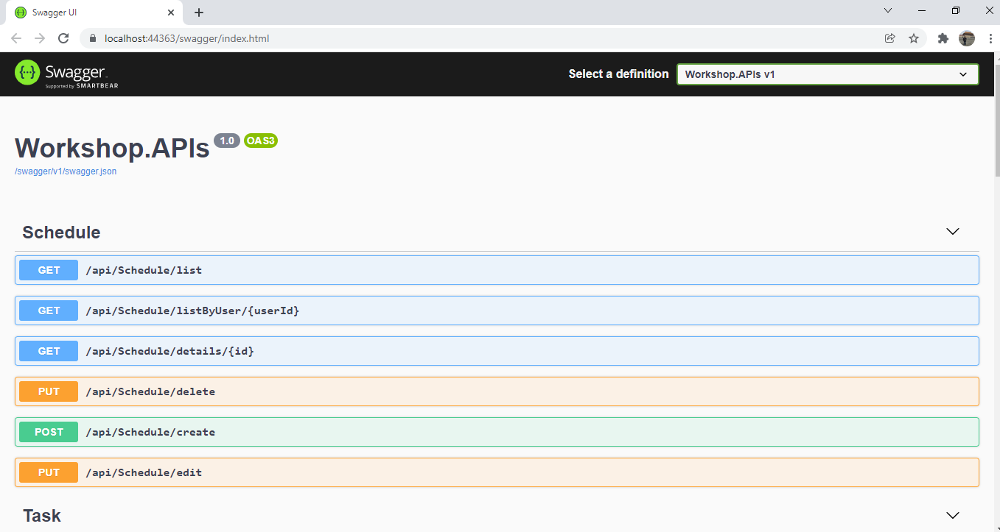 Swagger UI
localhost:44363/swagger/index.html
{···} Swagger.
Supported by SMARTBEAR
Select a definition
Workshop.APIs v1
Workshop.APIs 1.0 OAS3
/swagger/v1/swagger.json
Schedule
GET /api/Schedule/list
GET /api/Schedule/listByUser/{userId}
GET /api/Schedule/details/{id}
PUT /api/Schedule/delete
POST /api/Schedule/create
PUT /api/Schedule/edit
Task